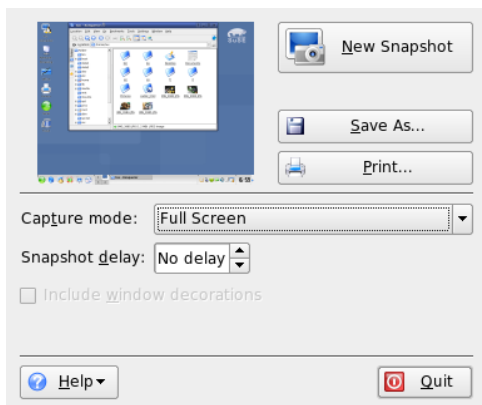 New Snapshot
Save As...
Print...
Capture mode: Full Screen
Snapshot delay: No delay
Include window decorations
Help
Quit